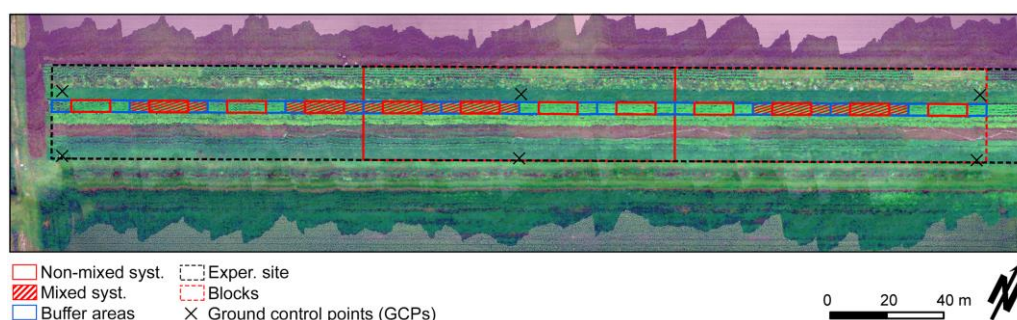 Non-mixed syst.
Exper. site
Mixed syst.
Blocks
Buffer areas
Ground control points (GCPs)
0 20 40 m
N